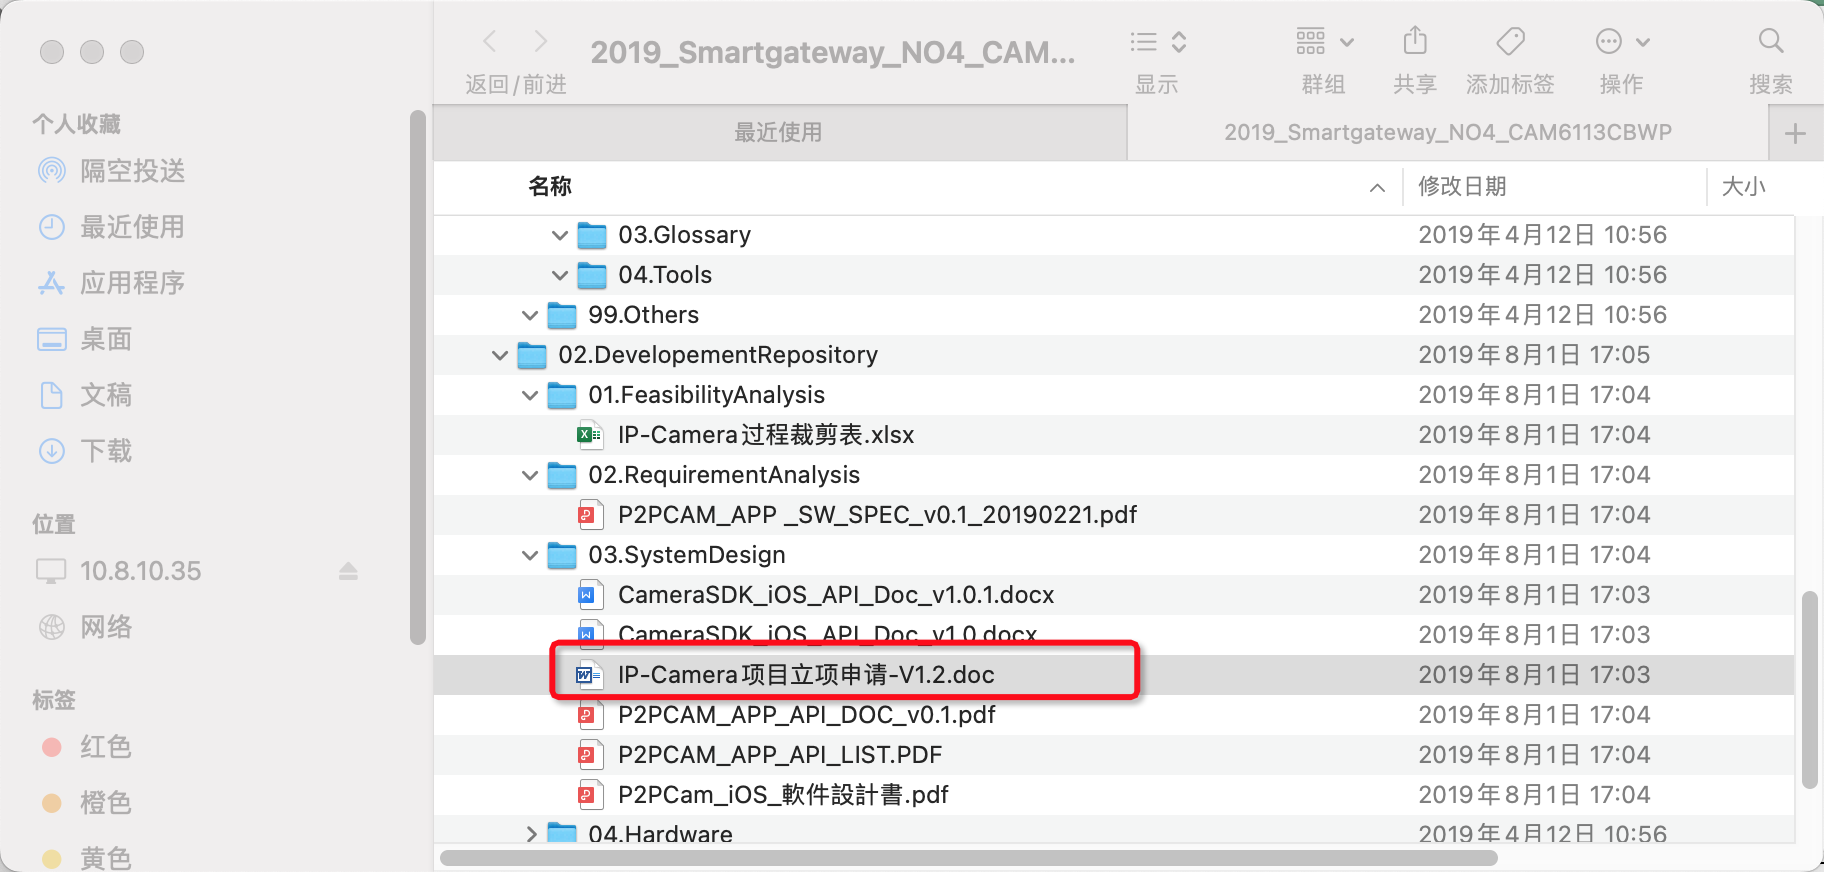 2019_Smartgateway_NO4_CAM...
返回/前进
显示
群组
共享
添加标签
操作
搜索
最近使用
2019_Smartgateway_NO4_CAM6113CBWP
个人收藏
隔空投送
最近使用
应用程序
桌面
文稿
下载
位置
10.8.10.35
网络
标签
红色
橙色
黄色
名称 修改日期 大小
03.Glossary 2019年4月12日 10:56
04.Tools 2019年4月12日 10:56
99.Others 2019年4月12日 10:56
02.DevelopementRepository 2019年8月1日 17:05
01.FeasibilityAnalysis 2019年8月1日 17:04
IP-Camera过程裁剪表.xlsx 2019年8月1日 17:04
02.RequirementAnalysis 2019年8月1日 17:04
P2PCAM_APP _SW_SPEC_v0.1_20190221.pdf 2019年8月1日 17:04
03.SystemDesign 2019年8月1日 17:04
CameraSDK_iOS_API_Doc_v1.0.1.docx 2019年8月1日 17:03
CameraSDK_iOS_API_Doc_v1.0.docx 2019年8月1日 17:03
IP-Camera项目立项申请-V1.2.doc 2019年8月1日 17:03
P2PCAM_APP_API_DOC_v0.1.pdf 2019年8月1日 17:04
P2PCAM_APP_API_LIST.PDF 2019年8月1日 17:04
P2PCam_iOS_軟件設計書.pdf 2019年8月1日 17:04
04.Hardware 2019年4月12日 10:56